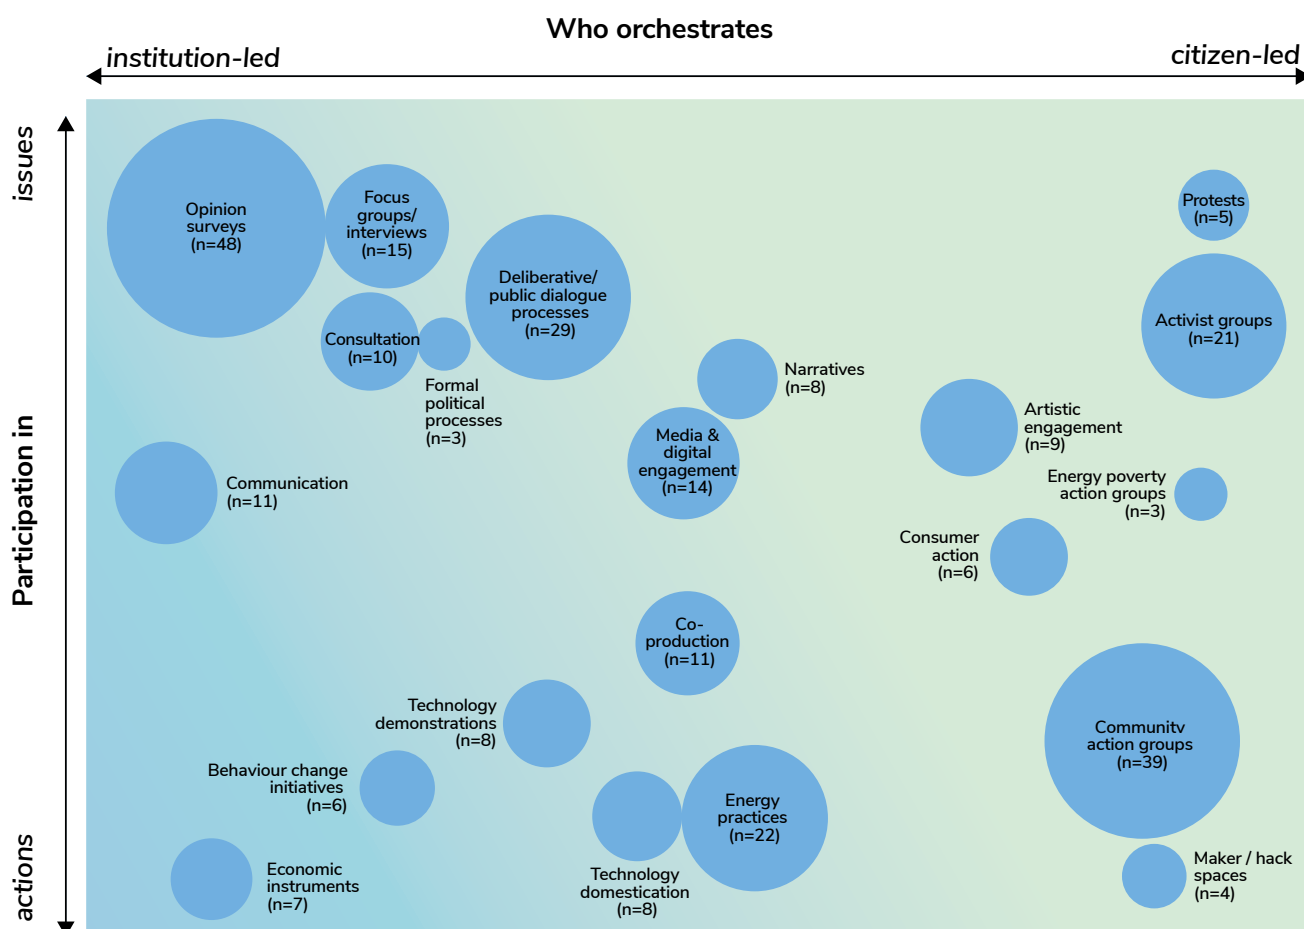 Who orchestrates
institution-led
citizen-led
issues
Participation in
actions
Opinion
surveys
(n=48)
Focus
groups/
interviews
(n=15)
Deliberative/
public dialogue
processes
(n=29)
Consultation
(n=10)
Formal
political
processes
(n=3)
Protests
(n=5)
Activist groups
(n=21)
Narratives
(n=8)
Media &
digital
engagement
(n=14)
Artistic
engagement
(n=9)
Communication
(n=11)
Energy poverty
action groups
(n=3)
Consumer
action
(n=6)
Co-
production
(n=11)
Technology
demonstrations
(n=8)
Community
action groups
(n=39)
Behaviour change
initiatives
(n=6)
Energy
practices
(n=22)
Technology
domestication
(n=8)
Economic
instruments
(n=7)
Maker / hack
spaces
(n=4)